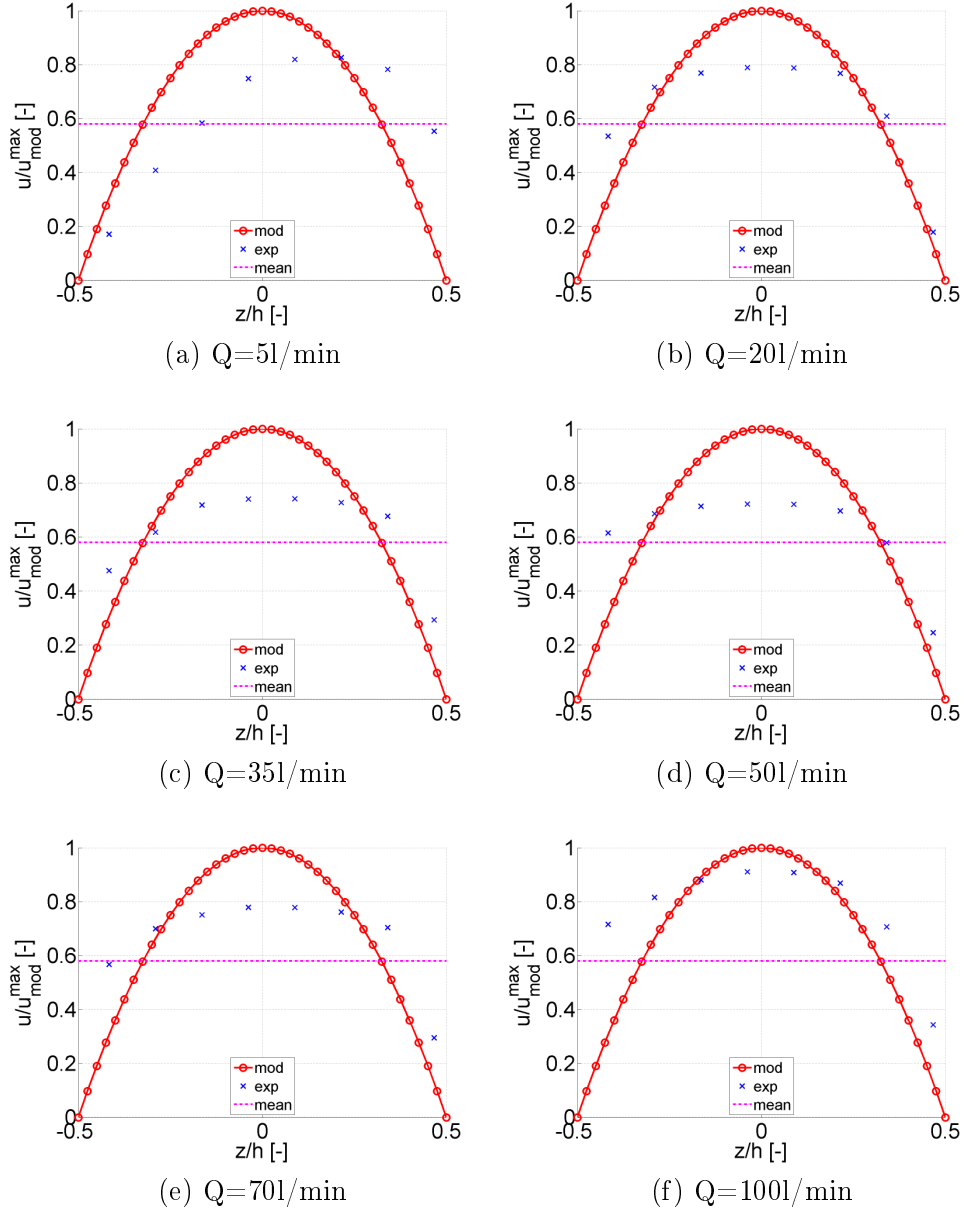 1
0.8
0.6
0.4
0.2
0
u/u_mod^max [-]
mod
exp
mean
-0.5
0
0.5
z/h [-]
(a) Q=5l/min
1
0.8
0.6
0.4
0.2
0
u/u_mod^max [-]
mod
exp
mean
-0.5
0
0.5
z/h [-]
(b) Q=20l/min
1
0.8
0.6
0.4
0.2
0
u/u_mod^max [-]
mod
exp
mean
-0.5
0
0.5
z/h [-]
(c) Q=35l/min
1
0.8
0.6
0.4
0.2
0
u/u_mod^max [-]
mod
exp
mean
-0.5
0
0.5
z/h [-]
(d) Q=50l/min
1
0.8
0.6
0.4
0.2
0
u/u_mod^max [-]
mod
exp
mean
-0.5
0
0.5
z/h [-]
(e) Q=70l/min
1
0.8
0.6
0.4
0.2
0
u/u_mod^max [-]
mod
exp
mean
-0.5
0
0.5
z/h [-]
(f) Q=100l/min